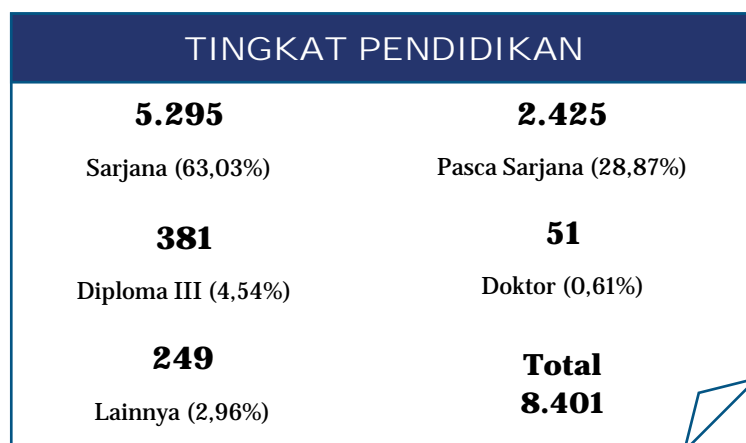 TINGKAT PENDIDIKAN
5.295
Sarjana (63,03%)
2.425
Pasca Sarjana (28,87%)
381
Diploma III (4,54%)
51
Doktor (0,61%)
249
Lainnya (2,96%)
Total
8.401